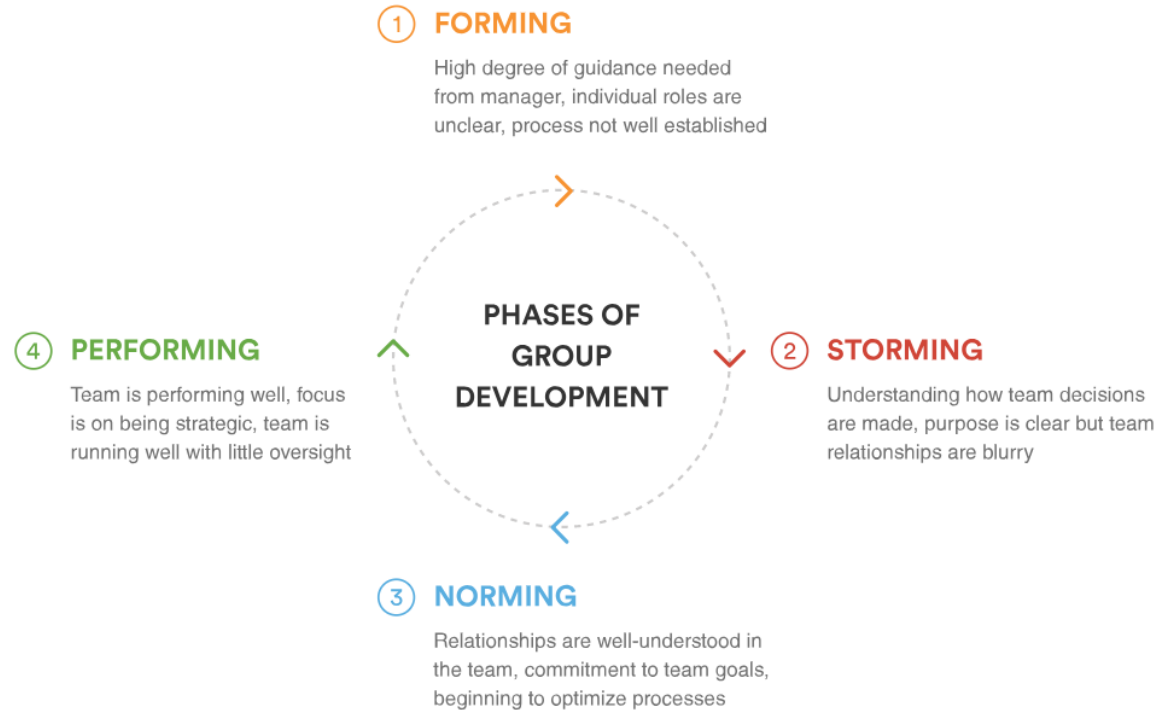 1 FORMING
High degree of guidance needed
from manager, individual roles are
unclear, process not well established
PHASES OF
GROUP
DEVELOPMENT
2 STORMING
Understanding how team decisions
are made, purpose is clear but team
relationships are blurry
3 NORMING
Relationships are well-understood in
the team, commitment to team goals,
beginning to optimize processes
4 PERFORMING
Team is performing well, focus
is on being strategic, team is
running well with little oversight